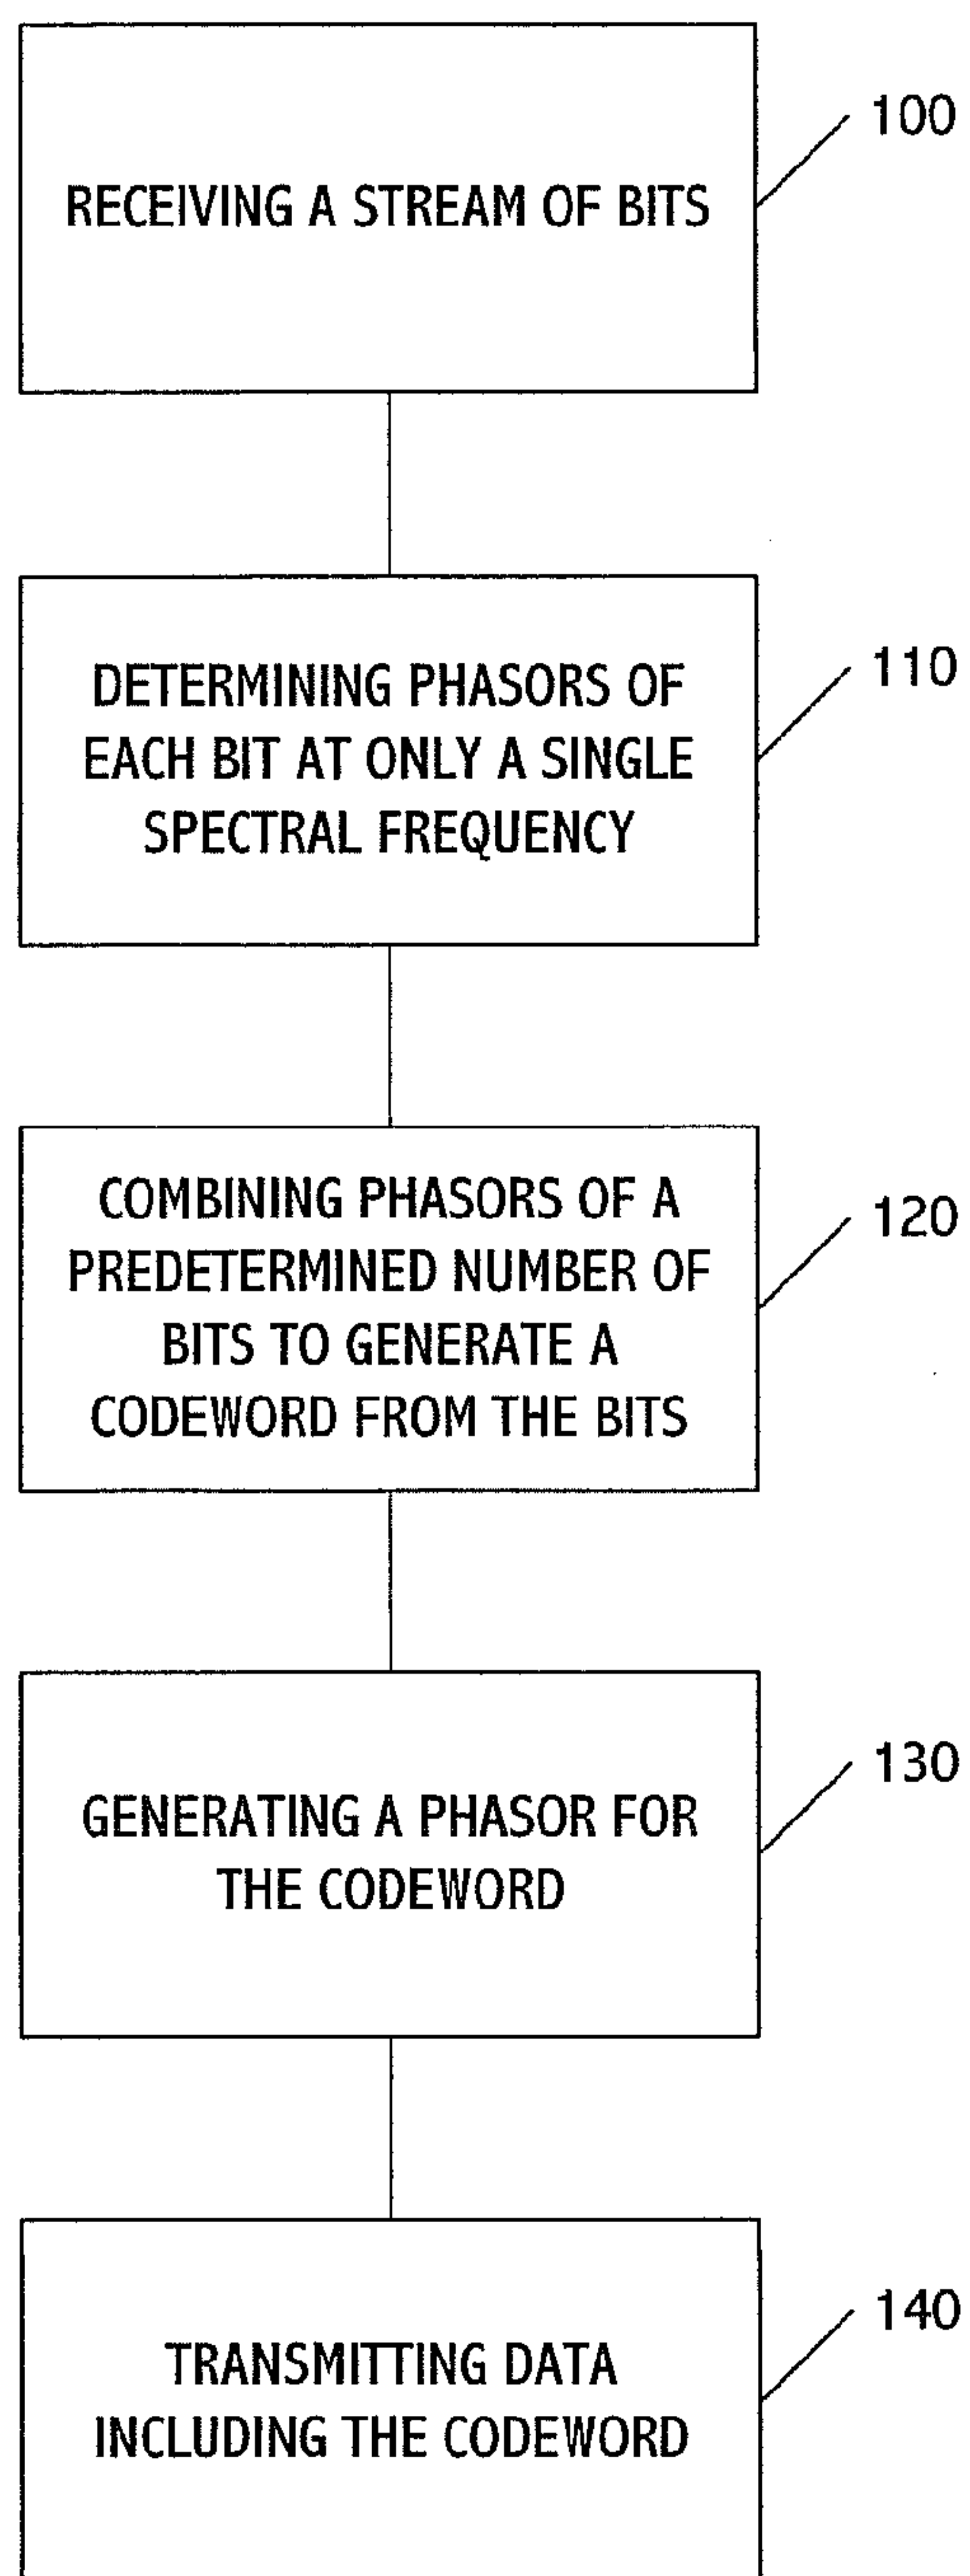 RECEIVING A STREAM OF BITS
100
DETERMINING PHASORS OF
EACH BIT AT ONLY A SINGLE
SPECTRAL FREQUENCY
110
COMBINING PHASORS OF A
PREDETERMINED NUMBER OF
BITS TO GENERATE A
CODEWORD FROM THE BITS
120
GENERATING A PHASOR FOR
THE CODEWORD
130
TRANSMITTING DATA
INCLUDING THE CODEWORD
140